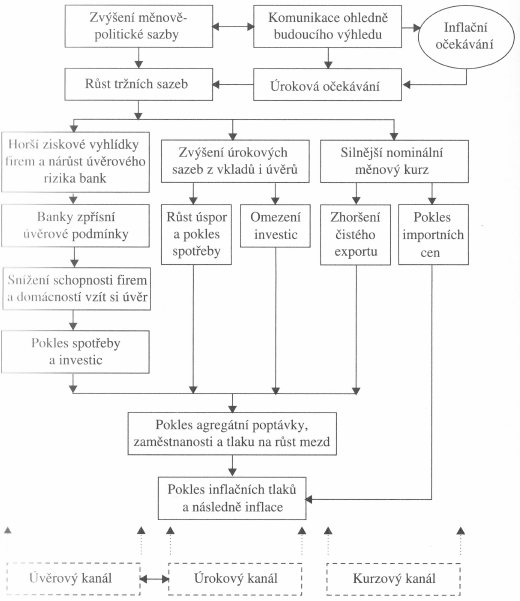 Zvýšení měnově-
politické sazby
Komunikace ohledně
budoucího výhledu
Inflační
očekávání
Růst tržních sazeb
Úroková očekávání
Horší ziskové vyhlídky
firem a nárůst úvěrového
rizika bank
Zvýšení úrokových
sazeb z vkladů i úvěrů
Silnější nominální
měnový kurz
Banky zpřísní
úvěrové podmínky
Růst úspor
a pokles
spotřeby
Omezení
investic
Zhoršení
čistého
exportu
Pokles
importních
cen
Snížení schopnosti firem
a domácností vzít si úvěr
Pokles spotřeby
a investic
Pokles agregátní poptávky,
zaměstnanosti a tlaku na růst mezd
Pokles inflačních tlaků
a následně inflace
Úvěrový kanál
Úrokový kanál
Kurzový kanál